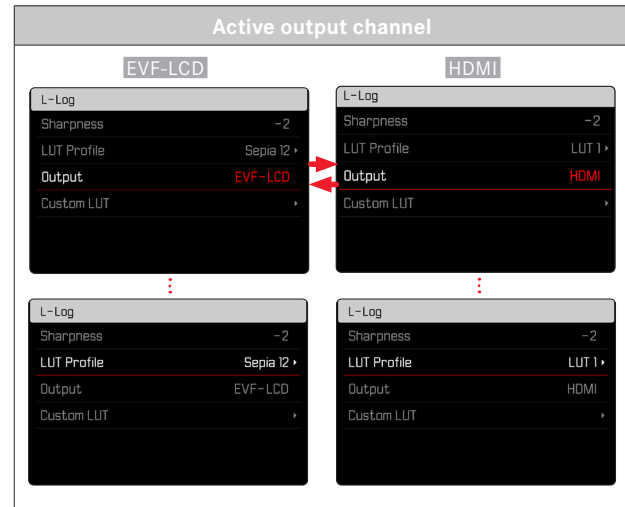 Active output channel
EVF-LCD
L-Log
Sharpness -2
LUT Profile Sepia 12
Output EVF-LCD
Custom LUT
HDMI
L-Log
Sharpness -2
LUT Profile LUT 1
Output HDMI
Custom LUT
L-Log
Sharpness -2
LUT Profile Sepia 12
Output EVF-LCD
Custom LUT
L-Log
Sharpness -2
LUT Profile LUT 1
Output HDMI
Custom LUT